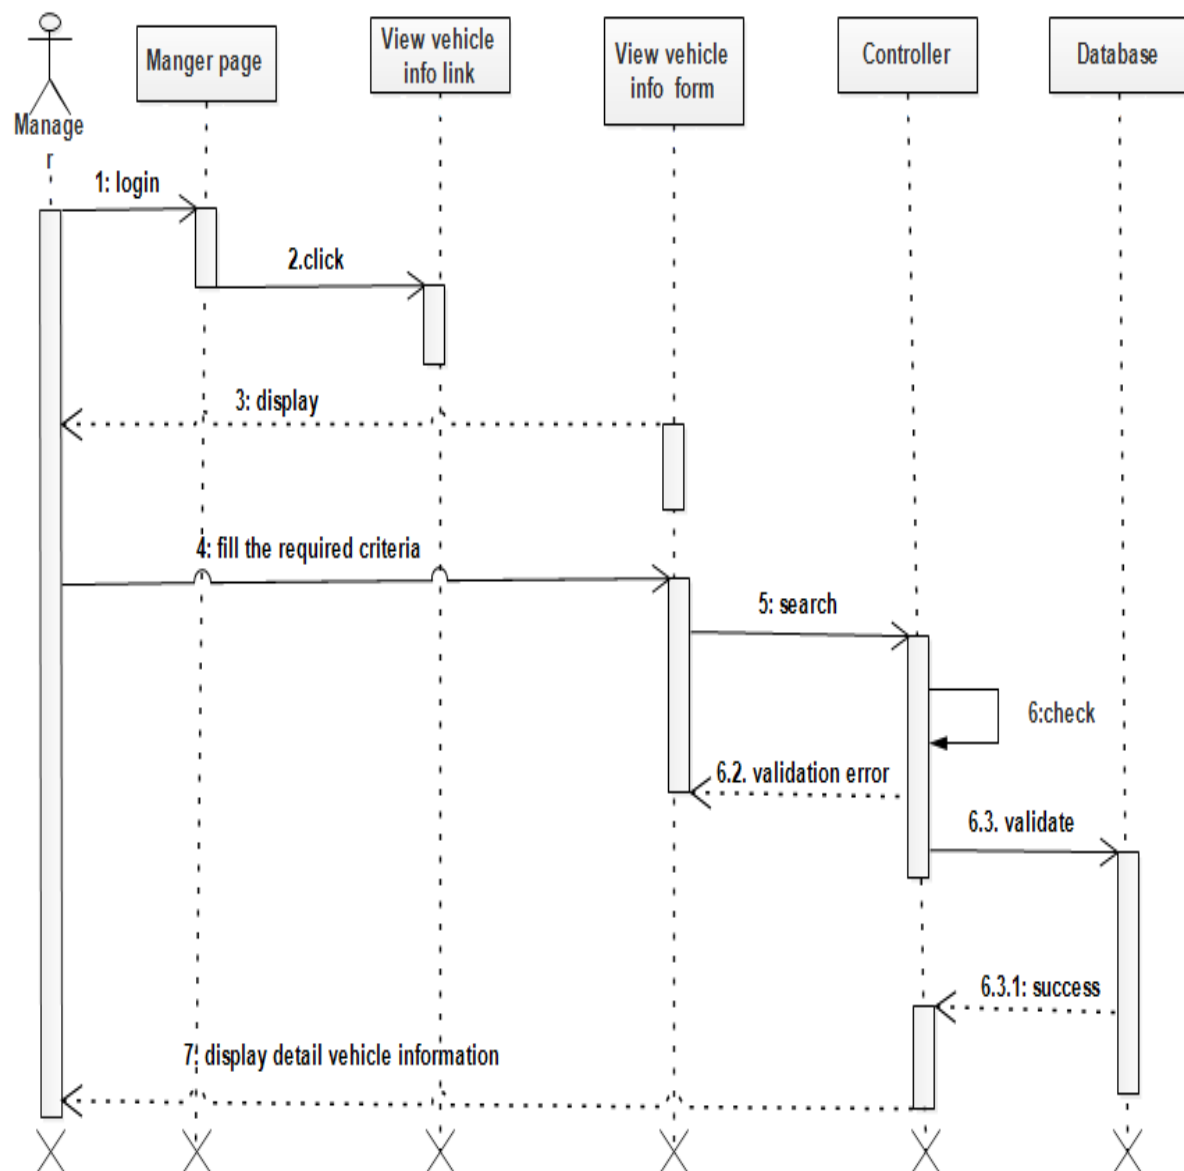 Manage
r
Manger page
View vehicle
info link
View vehicle
info form
Controller
Database
1: login
2.click
3: display
4: fill the required criteria
5: search
6:check
6.2. validation error
6.3. validate
6.3.1: success
7: display detail vehicle information